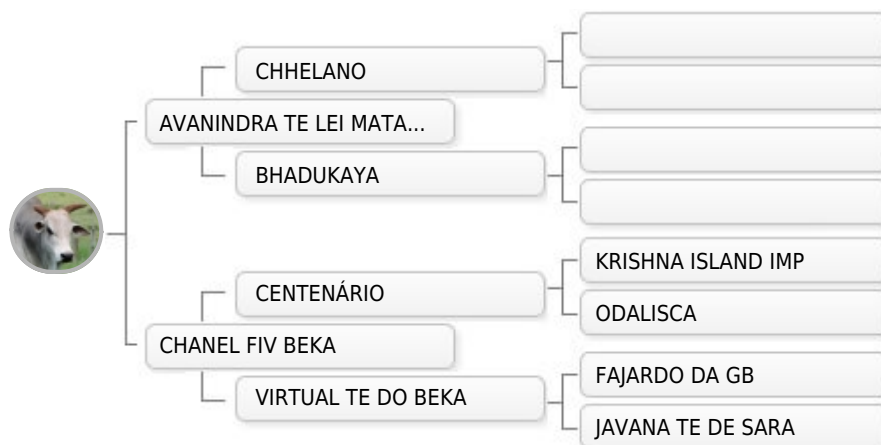 CHHELANO
AVANINDRA TE LEI MATA...
BHADUKAYA
KRISHNA ISLAND IMP
CENTENÁRIO
ODALISCA
CHANEL FIV BEKA
FAJARDO DA GB
VIRTUAL TE DO BEKA
JAVANA TE DE SARA